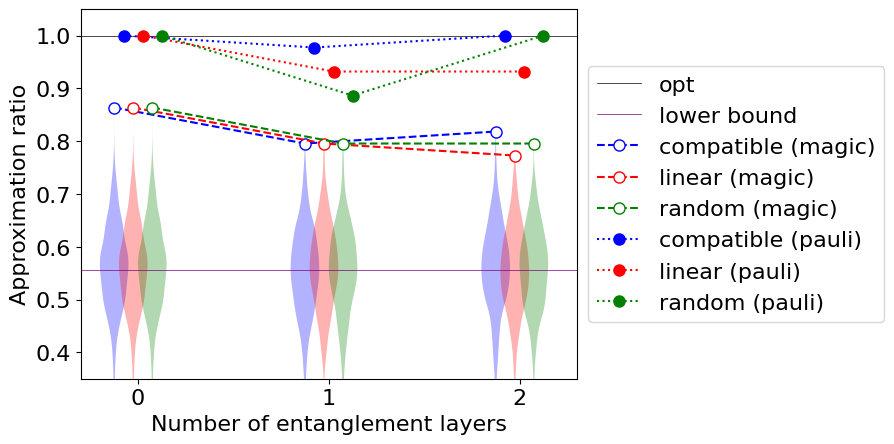 Approximation ratio
1.0
0.9
0.8
0.7
0.6
0.5
0.4
0
1
2
Number of entanglement layers
opt
lower bound
compatible (magic)
linear (magic)
random (magic)
compatible (pauli)
linear (pauli)
random (pauli)